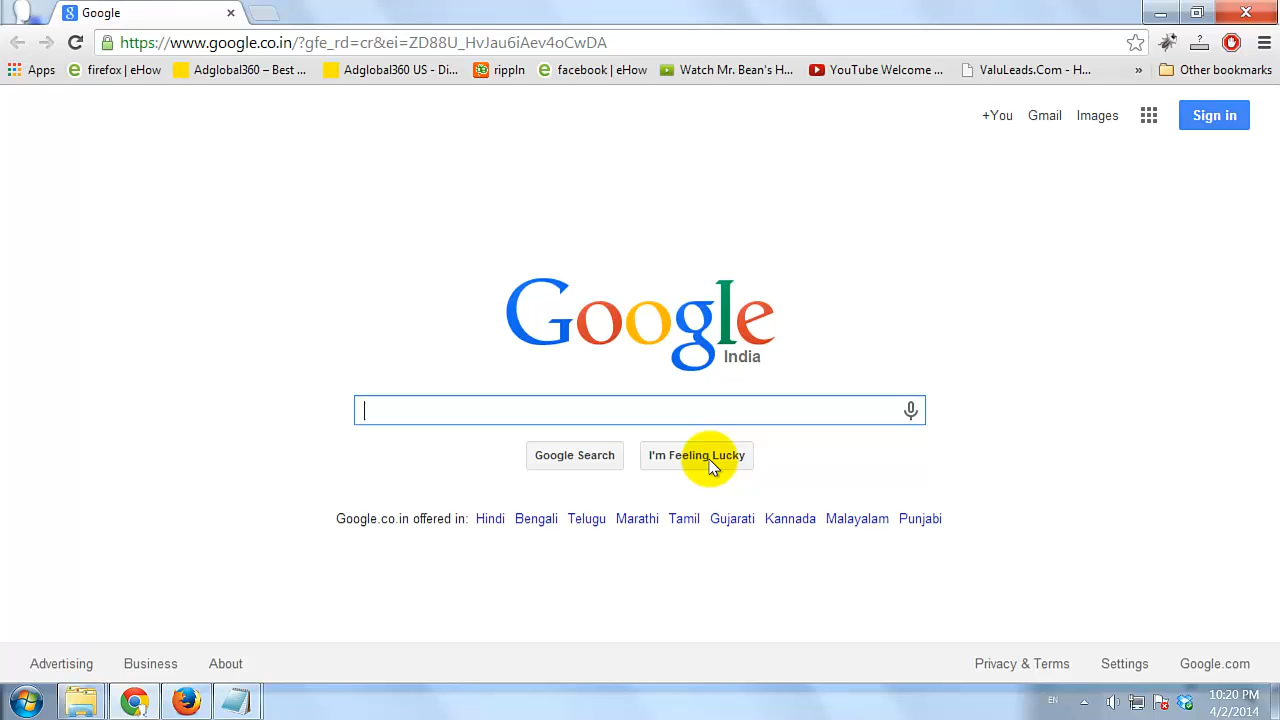 Google
https://www.google.co.in/?gfe_rd=cr&ei=ZD88U_HvJau6iAev4oCwDA
Apps firefox | eHow Adglobal360 – Best ... Adglobal360 US - Di... rippln facebook | eHow Watch Mr. Bean's H... YouTube Welcome ... ValuLeads.Com - H... » Other bookmarks
+You Gmail Images Sign in
Google
India
Google Search I'm Feeling Lucky
Google.co.in offered in: Hindi Bengali Telugu Marathi Tamil Gujarati Kannada Malayalam Punjabi
Advertising Business About Privacy & Terms Settings Google.com
EN 10:20 PM
4/2/2014